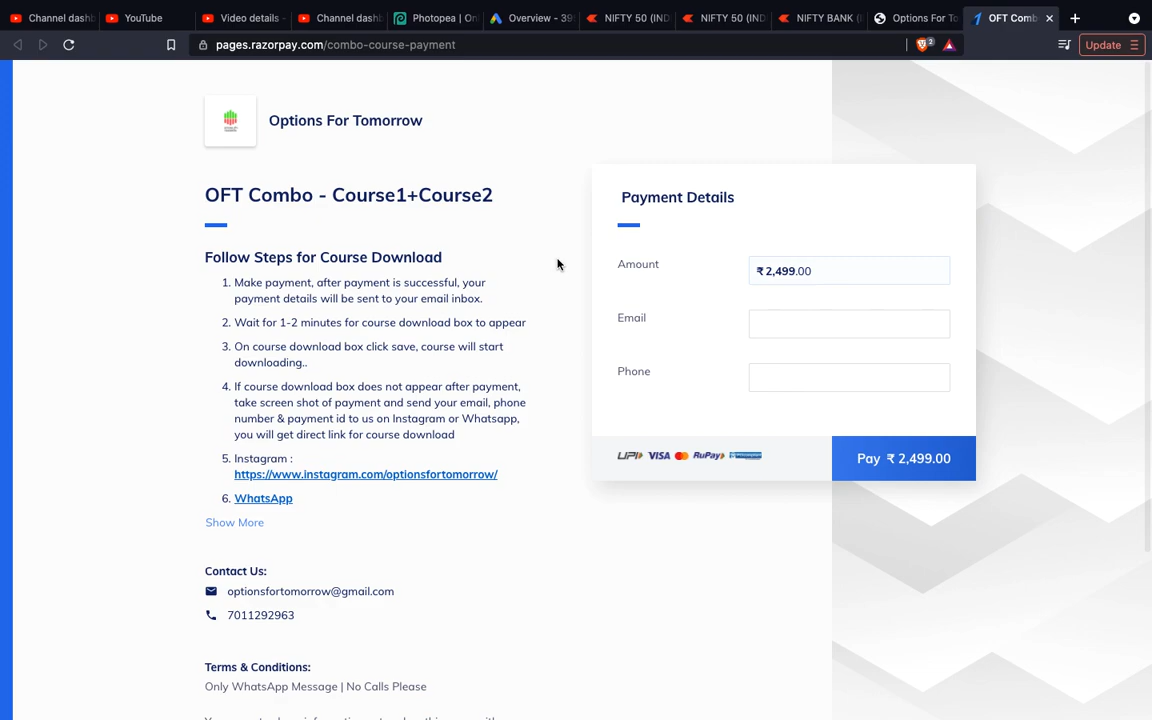 Channel dashb
YouTube
Video details -
Channel dashb
Photopea | Onl
Overview - 39
NIFTY 50 (IND
NIFTY 50 (IND
NIFTY BANK (
Options For To
OFT Comb
pages.razorpay.com/combo-course-payment
2
Update
Options For Tomorrow
OFT Combo - Course1+Course2
Follow Steps for Course Download
1. Make payment, after payment is successful, your
payment details will be sent to your email inbox.
2. Wait for 1-2 minutes for course download box to appear
3. On course download box click save, course will start
downloading..
4. If course download box does not appear after payment,
take screen shot of payment and send your email, phone
number & payment id to us on Instagram or Whatsapp,
you will get direct link for course download
5. Instagram :
https://www.instagram.com/optionsfortomorrow/
6. WhatsApp
Show More
Contact Us:
optionsfortomorrow@gmail.com
7011292963
Terms & Conditions:
Only WhatsApp Message | No Calls Please
Payment Details
Amount
₹ 2,499.00
Email
Phone
UPI VISA RuPay
Pay ₹ 2,499.00